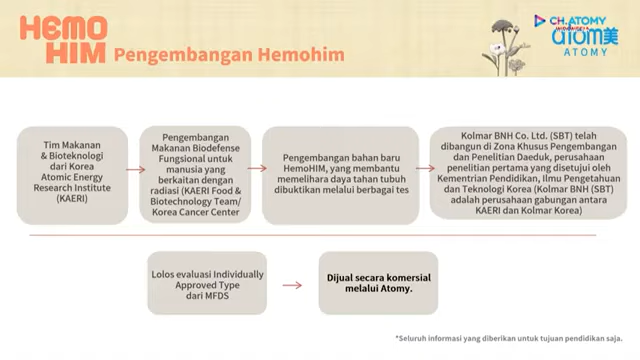 HEMO
HIM
Pengembangan Hemohim
CH.ATOMY
atom美
ATOMY
Tim Makanan
& Bioteknologi
dari Korea
Atomic Energy
Research Institute
(KAERI)
Pengembangan
Makanan Biodefense
Fungsional untuk
manusia yang
berkaitan dengan
radiasi (KAERI Food &
Biotechnology Team/
Korea Cancer Center
Pengembangan bahan baru
HemoHIM, yang membantu
memelihara daya tahan tubuh
dibuktikan melalui berbagai tes
Kolmar BNH Co. Ltd. (SBT) telah
dibangun di Zona Khusus Pengembangan
dan Penelitian Daeduk, perusahaan
penelitian pertama yang disetujui oleh
Kementrian Pendidikan, Ilmu Pengetahuan
dan Teknologi Korea (Kolmar BNH (SBT)
adalah perusahaan gabungan antara
KAERI dan Kolmar Korea)
Lolos evaluasi Individually
Approved Type
dari MFDS
Dijual secara komersial
melalui Atomy.
*Seluruh informasi yang diberikan untuk tujuan pendidikan saja.